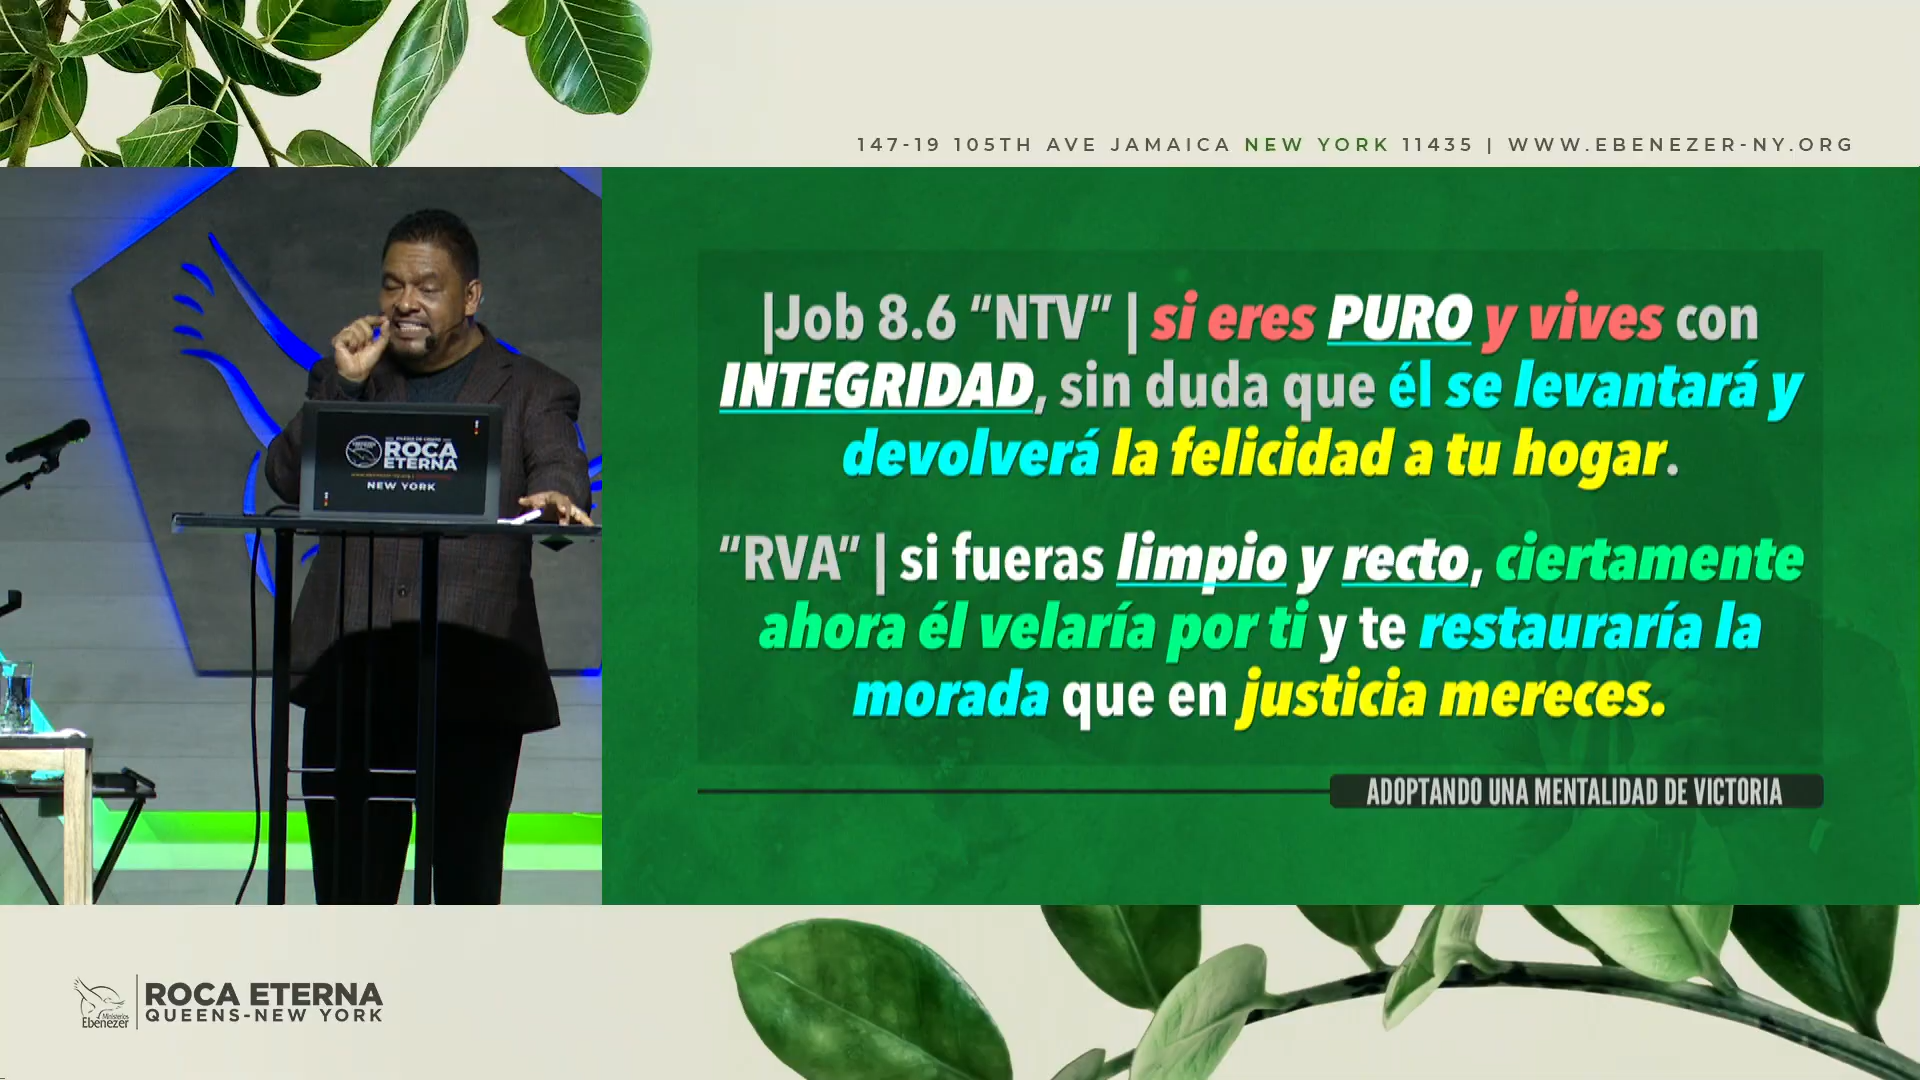 147-19 105TH AVE JAMAICA NEW YORK 11435 | WWW.EBENEZER-NY.ORG
|Job 8.6 “NTV” | si eres PURO y vives con
INTEGRIDAD, sin duda que él se levantará y
devolverá la felicidad a tu hogar.
“RVA” | si fueras limpio y recto, ciertamente
ahora él velaría por ti y te restauraría la
morada que en justicia mereces.
ADOPTANDO UNA MENTALIDAD DE VICTORIA
ROCA
ETERNA
NEW YORK
Ministerios
Ebenezer
ROCA ETERNA
QUEENS-NEW YORK